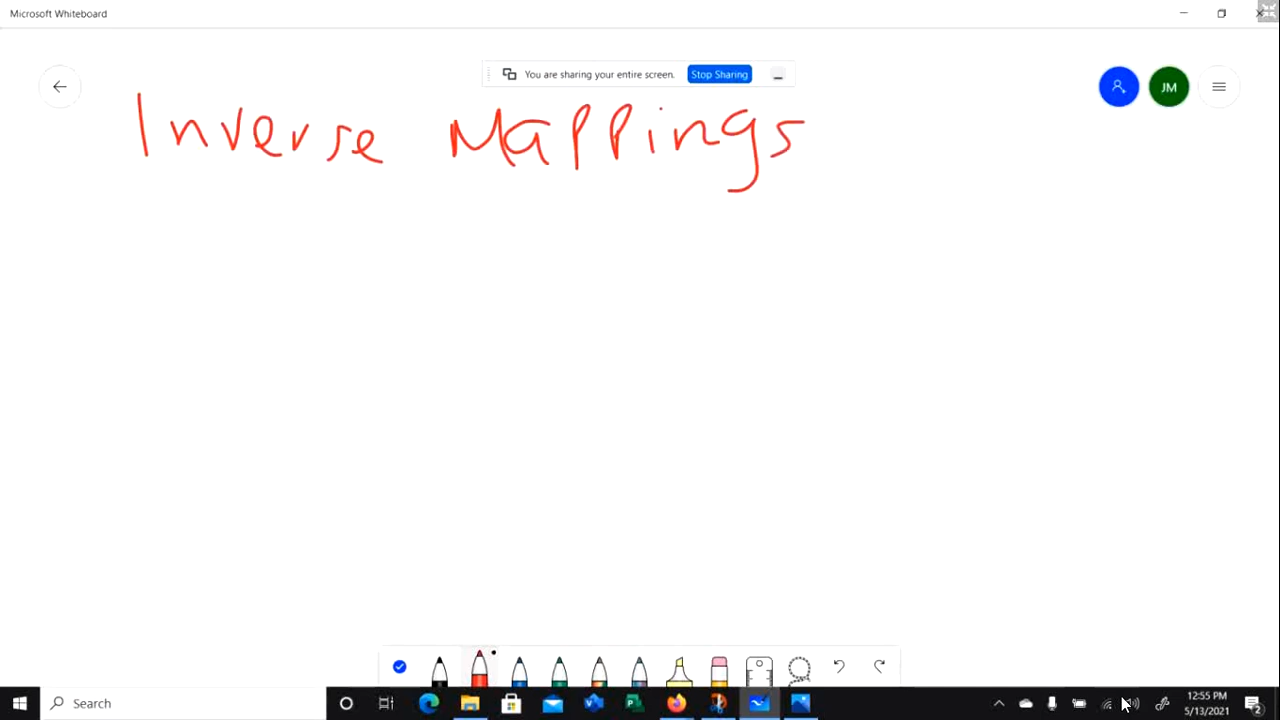 Microsoft Whiteboard
You are sharing your entire screen. Stop Sharing
JM
Inverse Mappings
Search
12:55 PM
5/13/2021
2